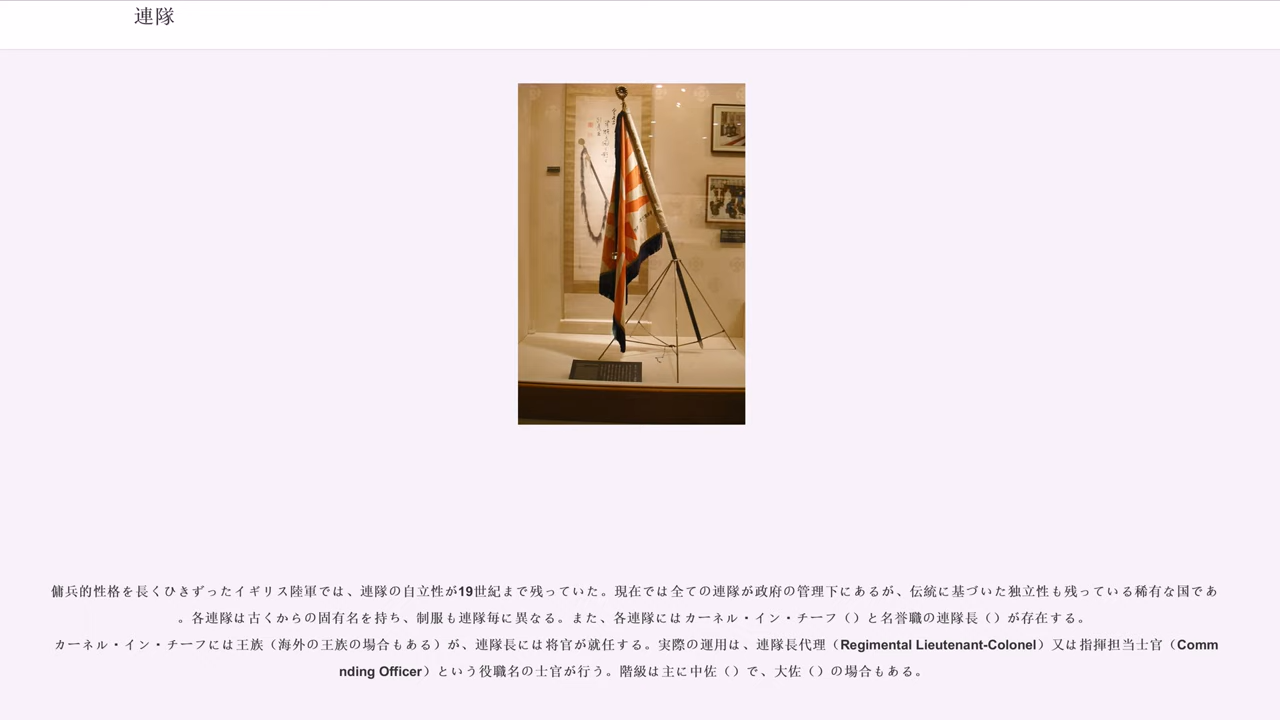 連隊
傭兵的性格を長くひきずったイギリス陸軍では、連隊の自立性が19世紀まで残っていた。現在では全ての連隊が政府の管理下にあるが、伝統に基づいた独立性も残っている稀有な国であ
。各連隊は古くからの固有名を持ち、制服も連隊毎に異なる。また、各連隊にはカーネル・イン・チーフ（）と名誉職の連隊長（）が存在する。
カーネル・イン・チーフには王族（海外の王族の場合もある）が、連隊長には将官が就任する。実際の運用は、連隊長代理（Regimental Lieutenant-Colonel）又は指揮担当士官（Comm
nding Officer）という役職名の士官が行う。階級は主に中佐（）で、大佐（）の場合もある。